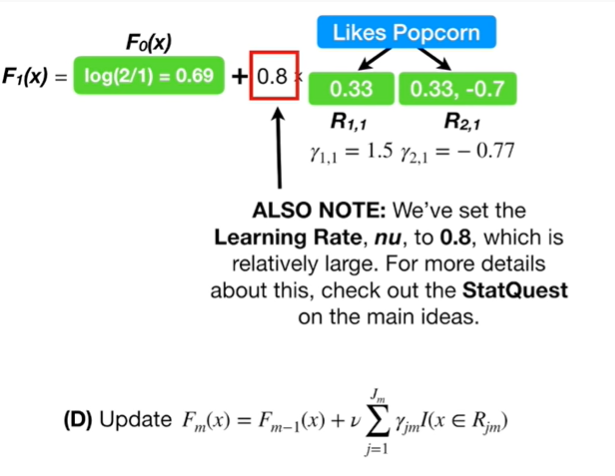 F₀(x)
Likes Popcorn
F₁(x) = log(2/1) = 0.69 + 0.8 × 0.33 0.33, -0.7
R₁,₁ R₂,₁
γ₁,₁ = 1.5 γ₂,₁ = − 0.77
ALSO NOTE: We've set the
Learning Rate, nu, to 0.8, which is
relatively large. For more details
about this, check out the StatQuest
on the main ideas.
(D) Update Fₘ(x) = Fₘ₋₁(x) + ν ∑_{j=1}^{Jₘ} γⱼₘI(x ∈ Rⱼₘ)